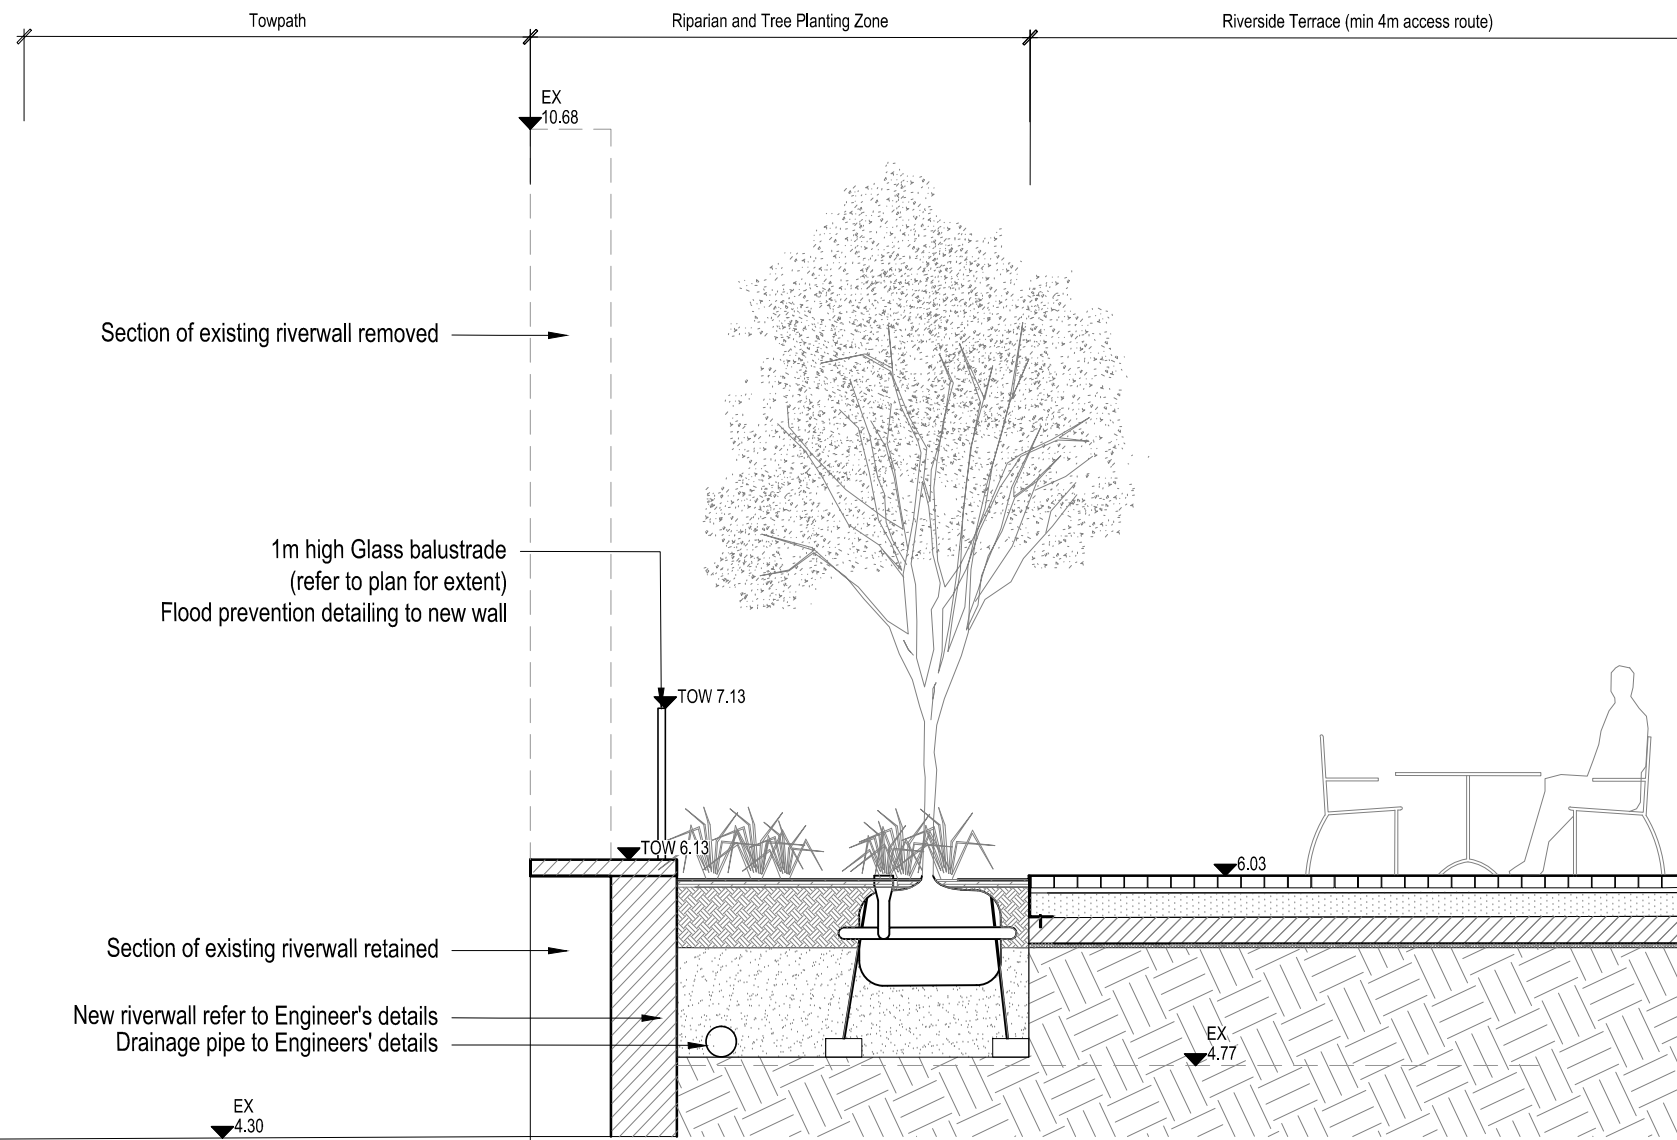 Towpath
Riparian and Tree Planting Zone
Riverside Terrace (min 4m access route)
EX
10.68
Section of existing riverwall removed
1m high Glass balustrade
(refer to plan for extent)
Flood prevention detailing to new wall
TOW 7.13
TOW 6.13
6.03
Section of existing riverwall retained
New riverwall refer to Engineer's details
Drainage pipe to Engineers' details
EX
4.77
EX
4.30